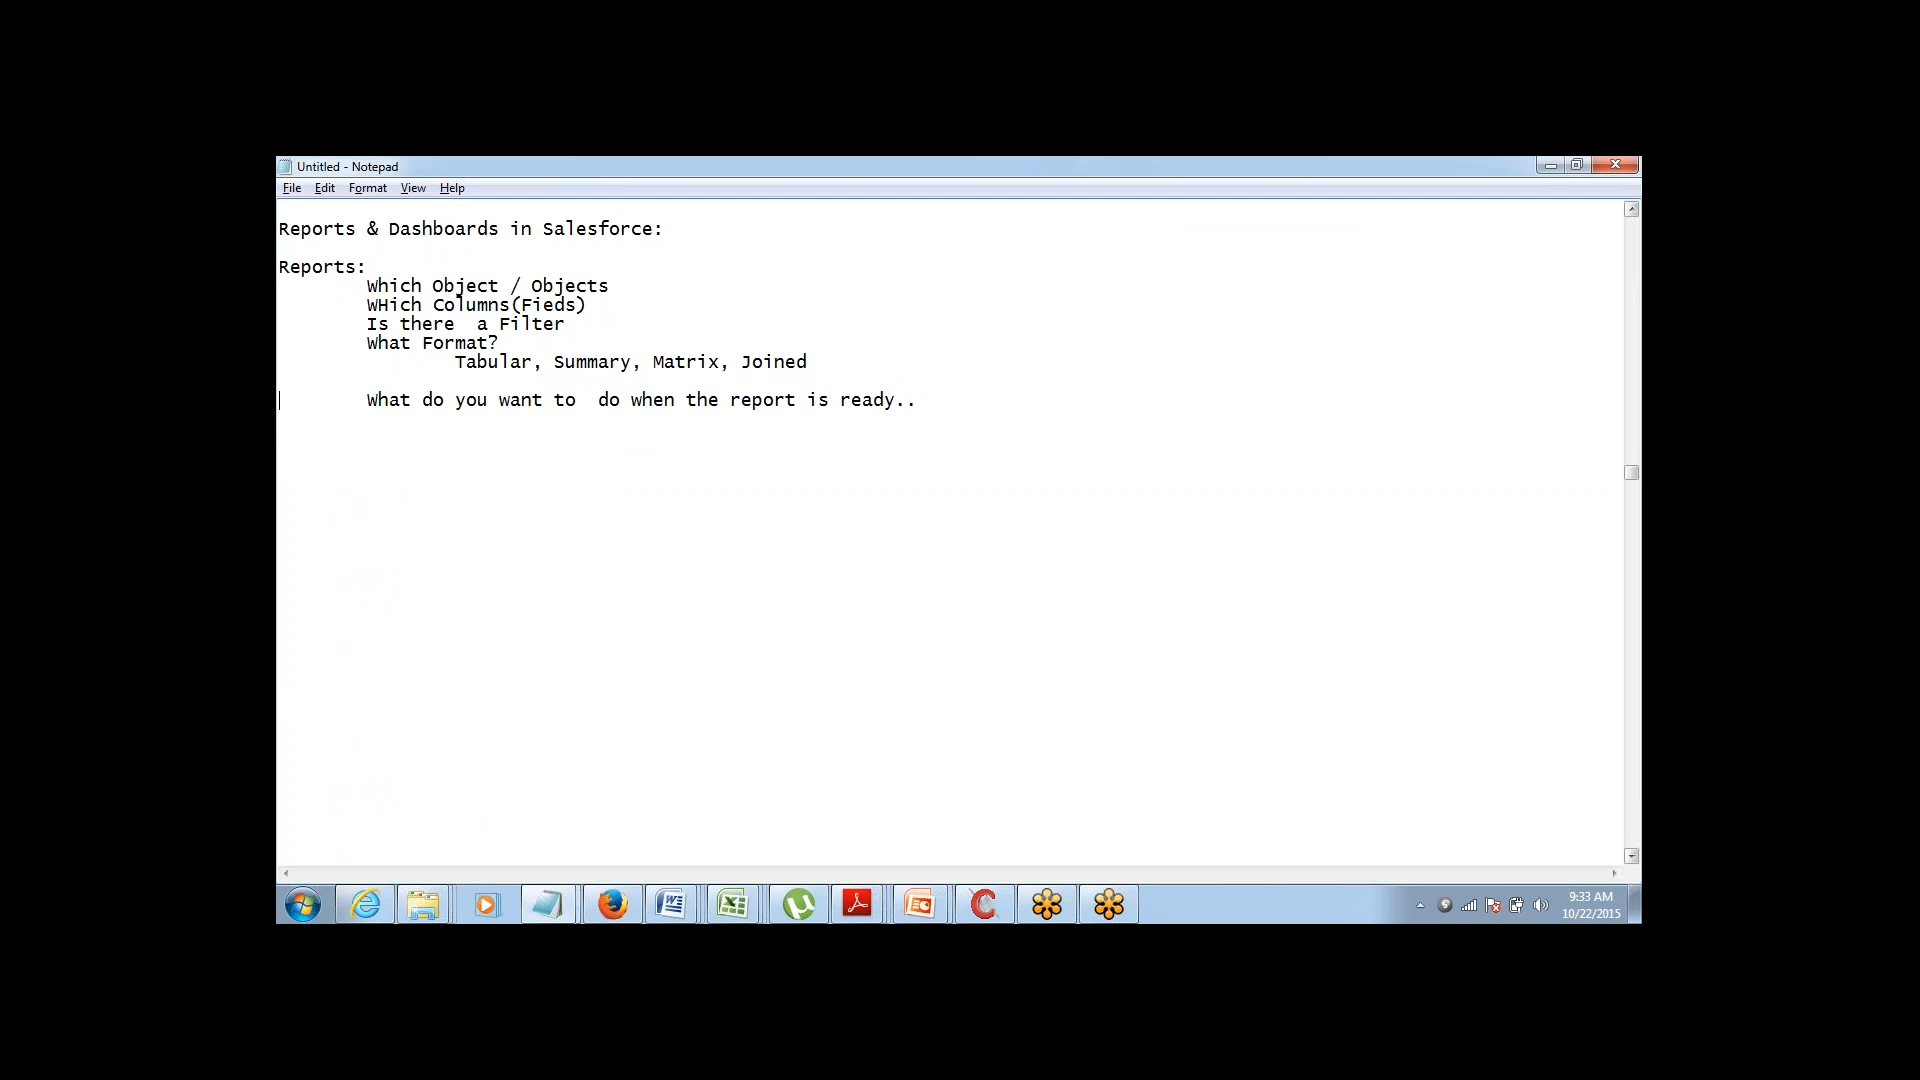 Untitled - Notepad
File Edit Format View Help
Reports & Dashboards in Salesforce:
Reports:
Which Object / Objects
WHich Columns(Fieds)
Is there  a Filter
What Format?
Tabular, Summary, Matrix, Joined
What do you want to  do when the report is ready..
9:33 AM
10/22/2015